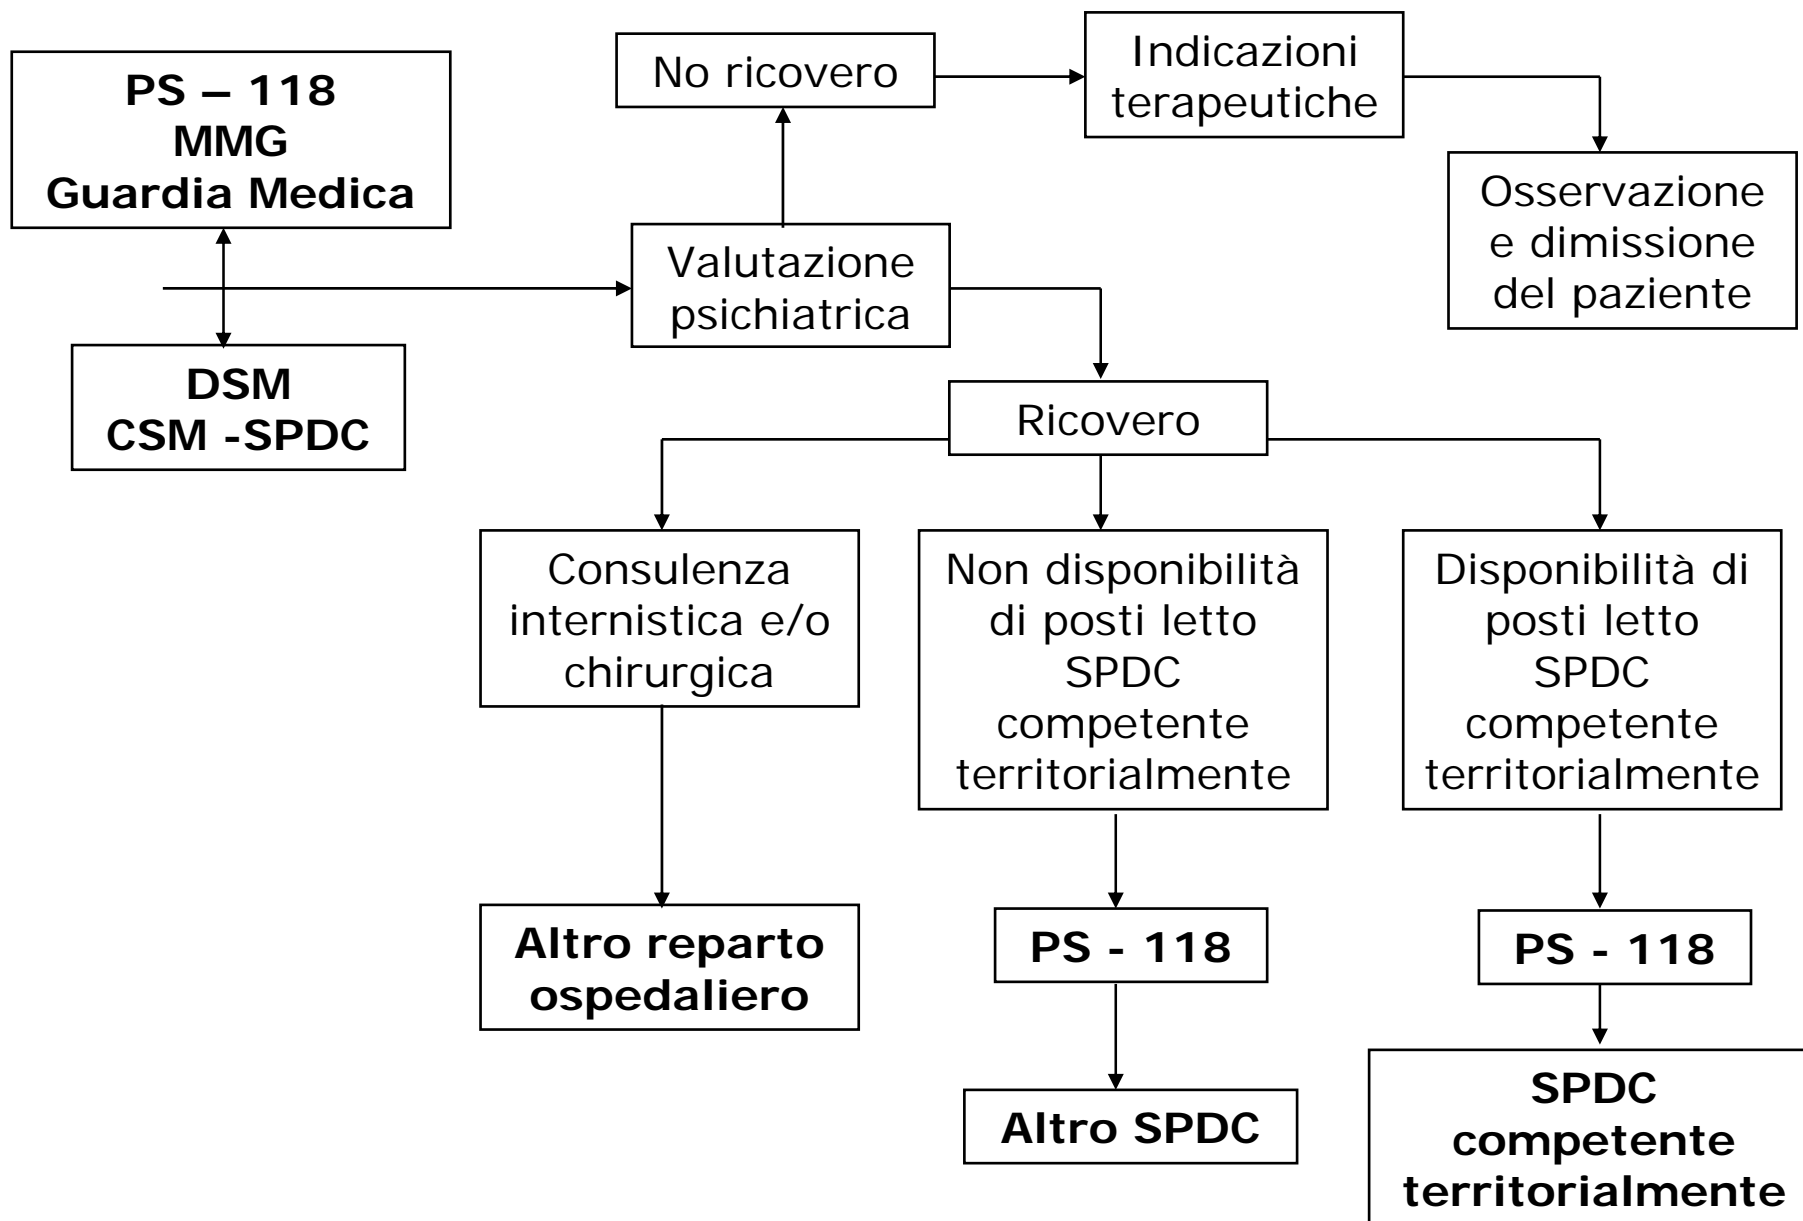 PS – 118
MMG
Guardia Medica
No ricovero
Indicazioni
terapeutiche
Osservazione
e dimissione
del paziente
Valutazione
psichiatrica
DSM
CSM -SPDC
Ricovero
Consulenza
internistica e/o
chirurgica
Non disponibilità
di posti letto
SPDC
competente
territorialmente
Disponibilità di
posti letto
SPDC
competente
territorialmente
Altro reparto
ospedaliero
PS - 118
PS - 118
Altro SPDC
SPDC
competente
territorialmente